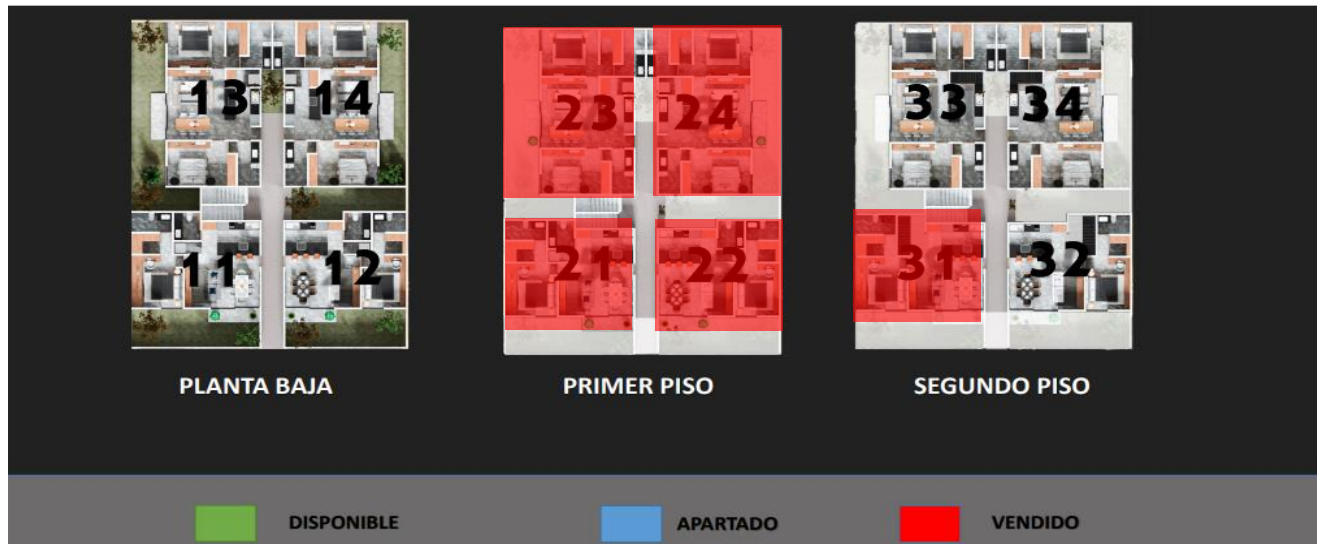 13 14
11 12
PLANTA BAJA
23 24
21 22
PRIMER PISO
33 34
31 32
SEGUNDO PISO
DISPONIBLE
APARTADO
VENDIDO